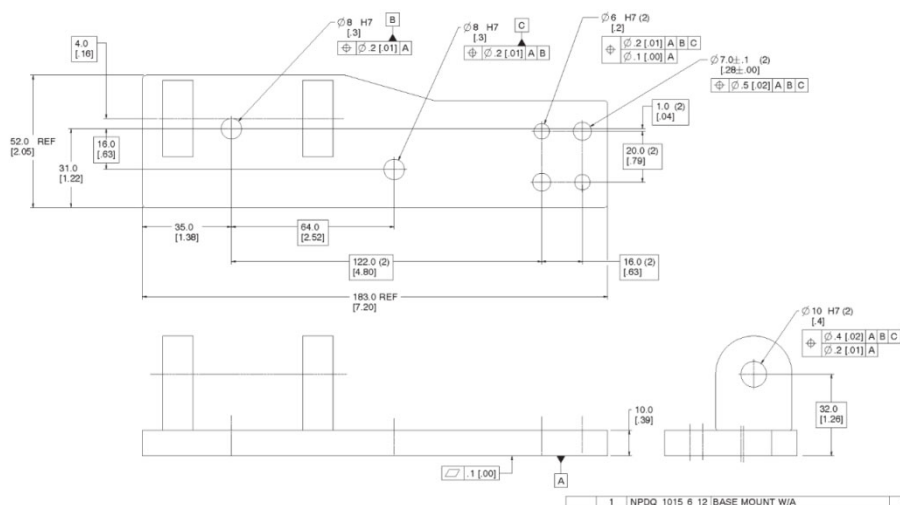 Ø8 H7
[.3]
B
⌖ Ø.2 [.01] A
Ø8 H7
[.3]
C
⌖ Ø.2 [.01] A B
Ø6 H7 (2)
[.2]
⌖ Ø.2 [.01] A B C
Ø.1 [.00] A
Ø7.0±.1 (2)
[.28±.00]
⌖ Ø.5 [.02] A B C
4.0
[.16]
52.0 REF
[2.05]
31.0
[1.22]
16.0
[.63]
1.0 (2)
[.04]
20.0 (2)
[.79]
35.0
[1.38]
64.0
[2.52]
122.0 (2)
[4.80]
16.0 (2)
[.63]
183.0 REF
[7.20]
Ø10 H7 (2)
[.4]
⌖ Ø.4 [.02] A B C
Ø.2 [.01] A
10.0
[.39]
32.0
[1.26]
⏥ .1 [.00]
A
1 NPDQ_1015_6_12 BASE MOUNT W/A